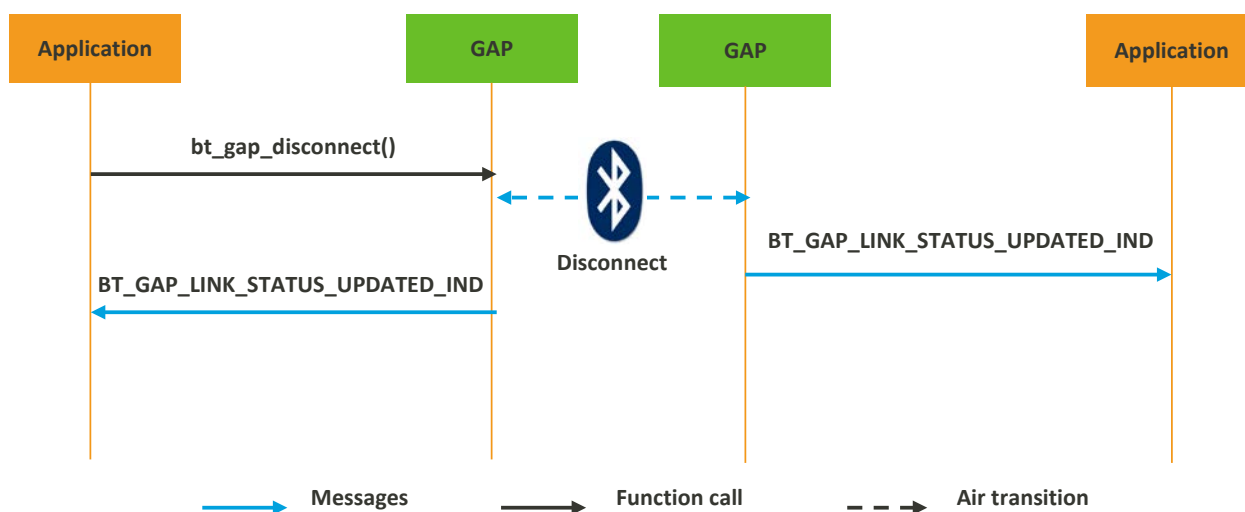 Application
GAP
GAP
Application
bt_gap_disconnect()
BT_GAP_LINK_STATUS_UPDATED_IND
Disconnect
BT_GAP_LINK_STATUS_UPDATED_IND
Messages
Function call
Air transition